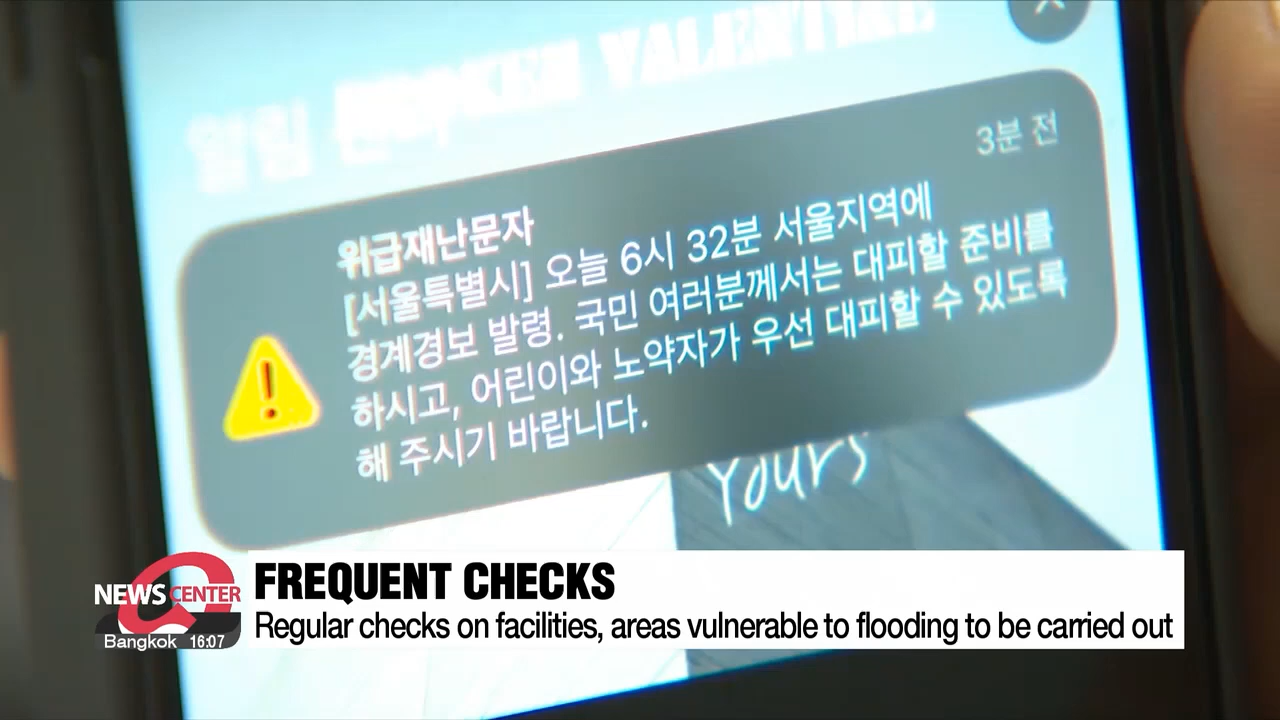 BROKEN VALENTINE
알림
3분 전
위급재난문자
[서울특별시] 오늘 6시 32분 서울지역에
경계경보 발령. 국민 여러분께서는 대피할 준비를
하시고, 어린이와 노약자가 우선 대피할 수 있도록
해 주시기 바랍니다.
Yours
NEWS CENTER
FREQUENT CHECKS
Regular checks on facilities, areas vulnerable to flooding to be carried out
Bangkok 16:07